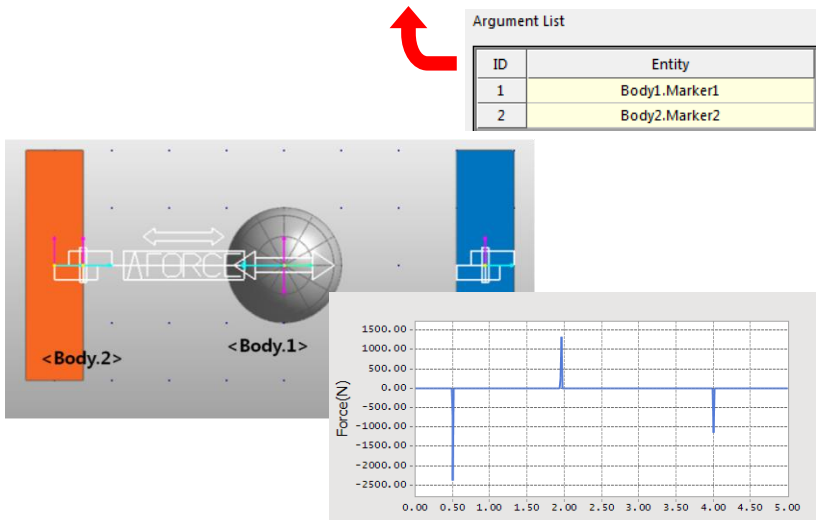 Argument List
ID Entity
1 Body1.Marker1
2 Body2.Marker2
AFORCE
<Body.2>
<Body.1>
Force(N)
1500.00
1000.00
500.00
0.00
-500.00
-1000.00
-1500.00
-2000.00
-2500.00
0.00 0.50 1.00 1.50 2.00 2.50 3.00 3.50 4.00 4.50 5.00